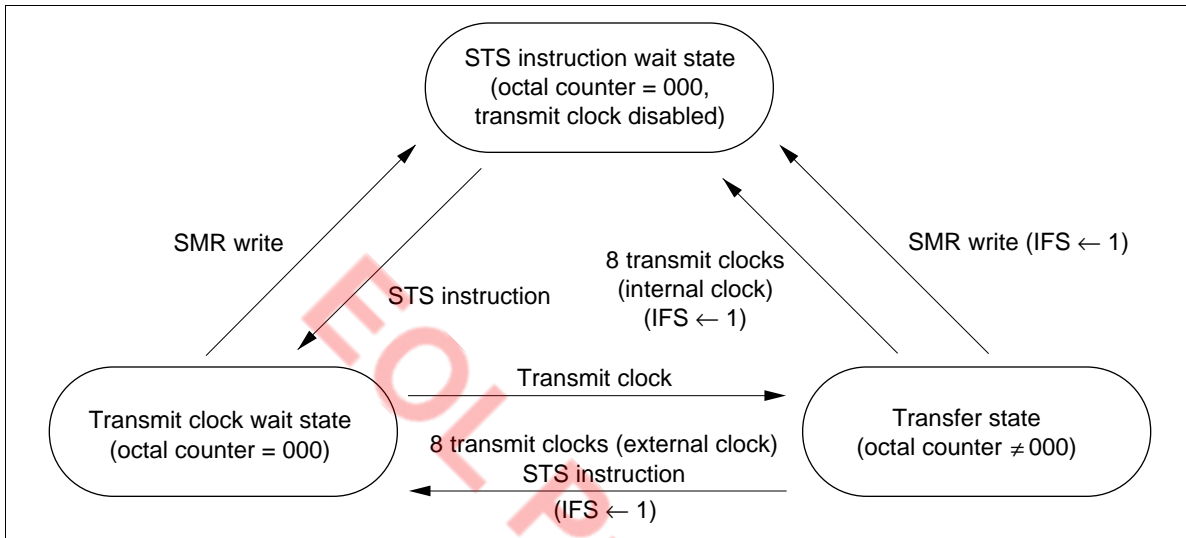 STS instruction wait state
(octal counter = 000,
transmit clock disabled)
SMR write
STS instruction
8 transmit clocks
(internal clock)
(IFS ← 1)
SMR write (IFS ← 1)
Transmit clock wait state
(octal counter = 000)
Transmit clock
8 transmit clocks (external clock)
STS instruction
(IFS ← 1)
Transfer state
(octal counter ≠ 000)
EOL P